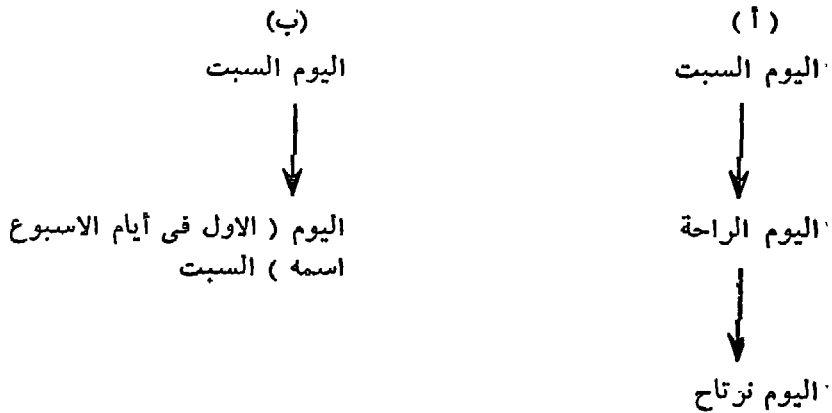 ( أ )
اليوم السبت
اليوم الراحة
اليوم نرتاح
(ب)
اليوم السبت
اليوم ( الاول فى أيام الاسبوع
اسمه ) السبت